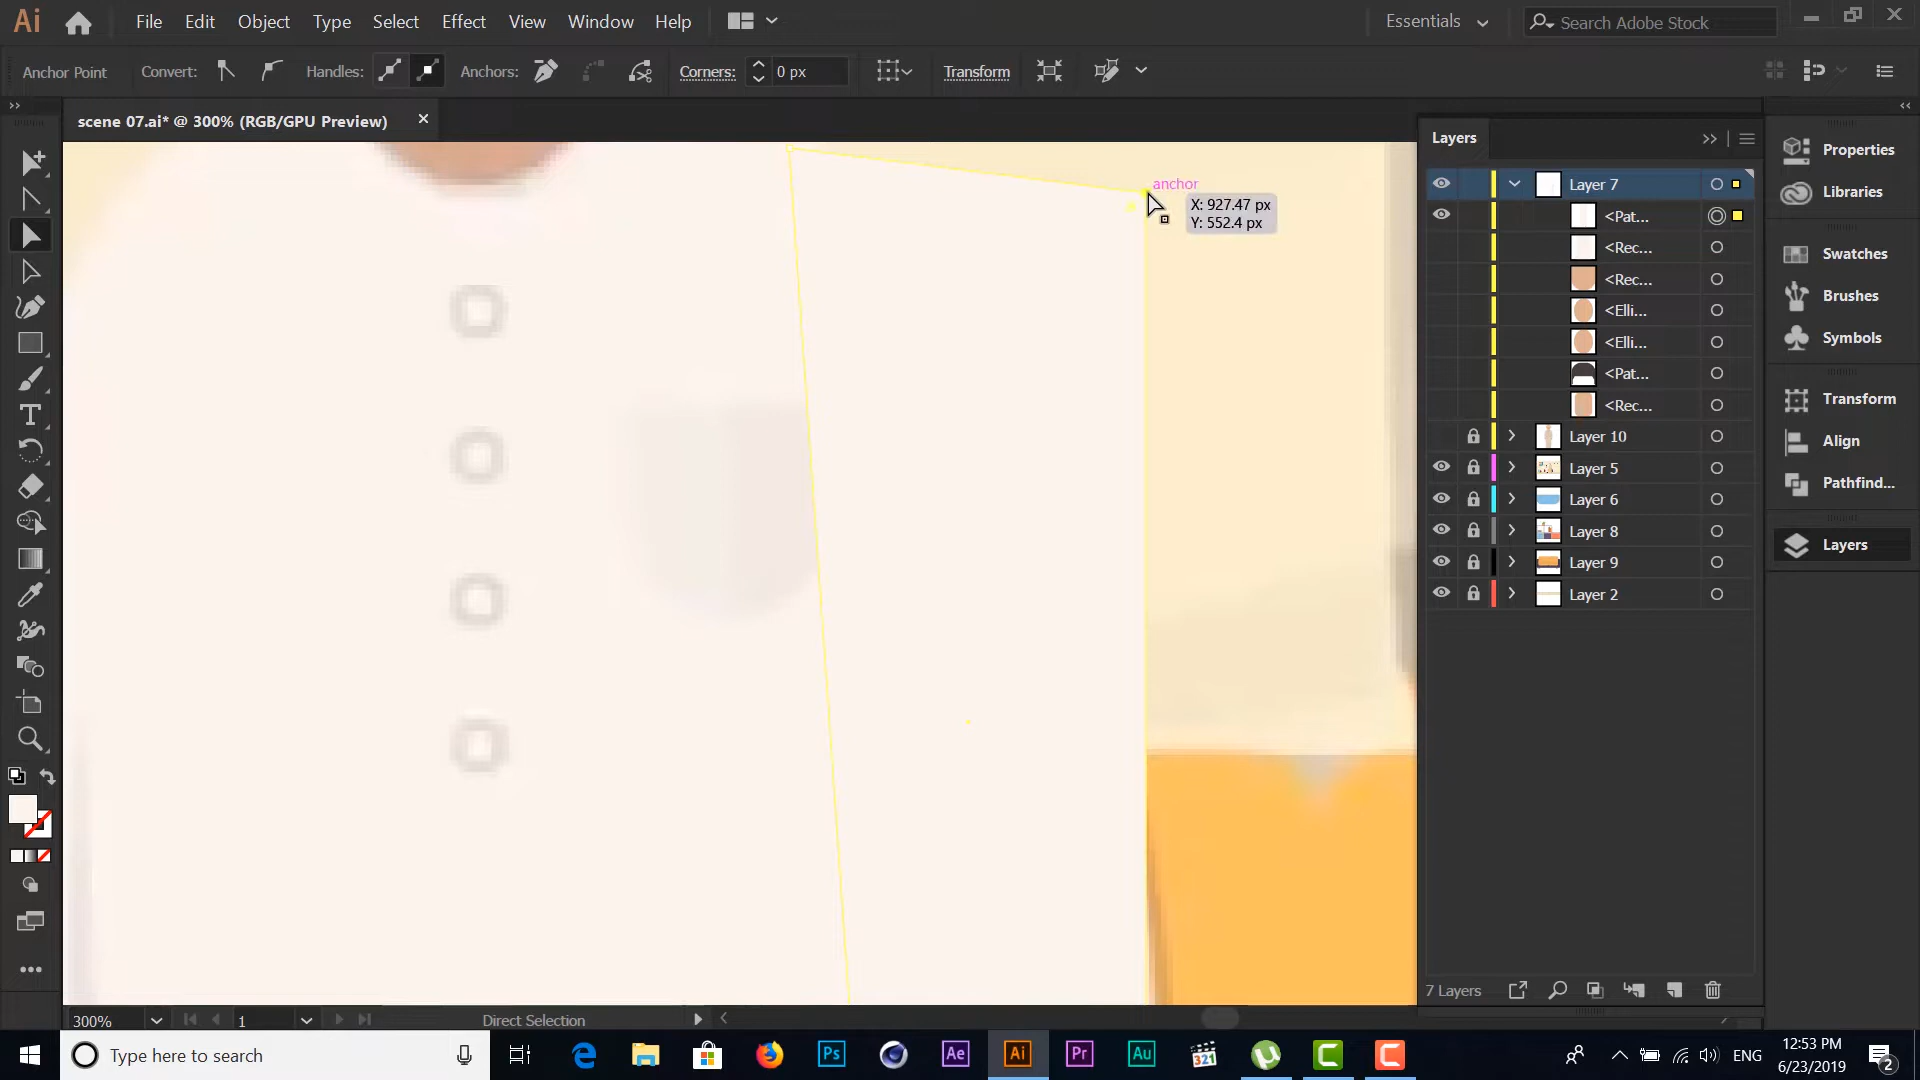 Ai File Edit Object Type Select Effect View Window Help Essentials Search Adobe Stock
Anchor Point Convert: Handles: Anchors: Corners: 0 px Transform
scene 07.ai* @ 300% (RGB/GPU Preview)
Layers
Layer 7
<Pat...
<Rec...
<Rec...
<Elli...
<Elli...
<Pat...
<Rec...
Layer 10
Layer 5
Layer 6
Layer 8
Layer 9
Layer 2
7 Layers
Properties
Libraries
Swatches
Brushes
Symbols
Transform
Align
Pathfind...
Layers
anchor
X: 927.47 px
Y: 552.4 px
T
300% 1 Direct Selection
Type here to search
Ps Ae Ai Pr Au 321 C C
ENG
12:53 PM
6/23/2019
2